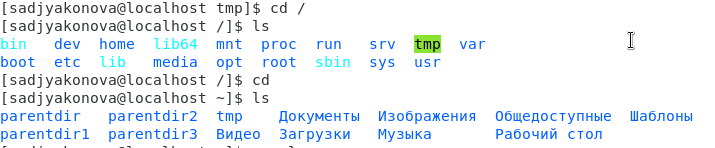 [sadjyakonova@localhost tmp]$ cd /
[sadjyakonova@localhost /]$ ls
bin dev home lib64 mnt proc run srv tmp var
boot etc lib media opt root sbin sys usr
[sadjyakonova@localhost /]$ cd
[sadjyakonova@localhost ~]$ ls
parentdir parentdir2 tmp Документы Изображения Общедоступные Шаблоны
parentdir1 parentdir3 Видео Загрузки Музыка Рабочий стол